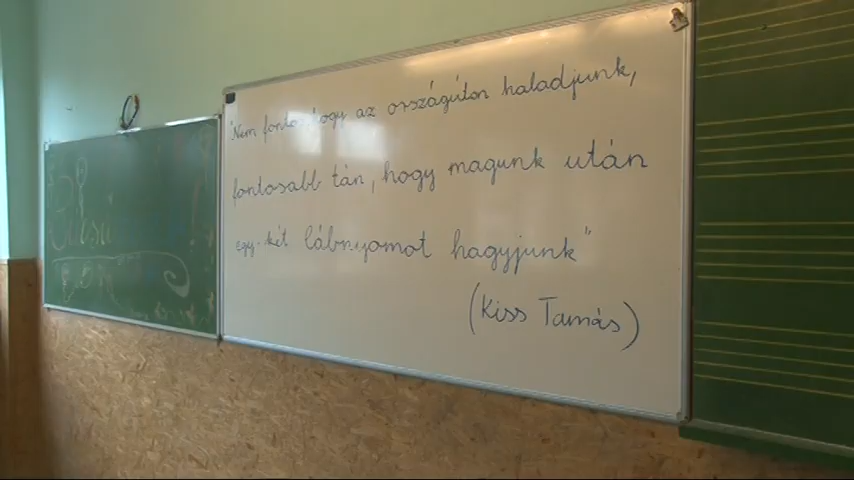 "Nem fontos hogy az országúton haladjunk,
fontosabb tán, hogy magunk után
egy-két lábnyomot hagyjunk"
(Kiss Tamás)